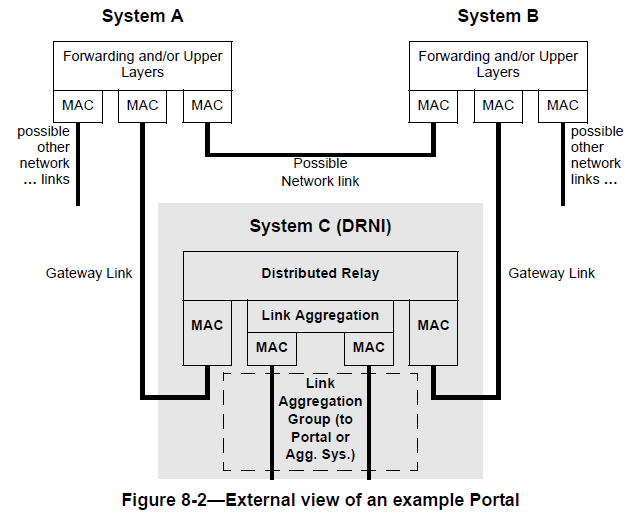 System A
System B
Forwarding and/or Upper
Layers
MAC
MAC
MAC
Forwarding and/or Upper
Layers
MAC
MAC
MAC
possible
other
network
… links
Possible
Network link
possible
other
network
links …
Gateway Link
Gateway Link
System C (DRNI)
Distributed Relay
MAC
Link Aggregation
MAC
MAC
MAC
Link
Aggregation
Group (to
Portal or
Agg. Sys.)
Figure 8-2—External view of an example Portal